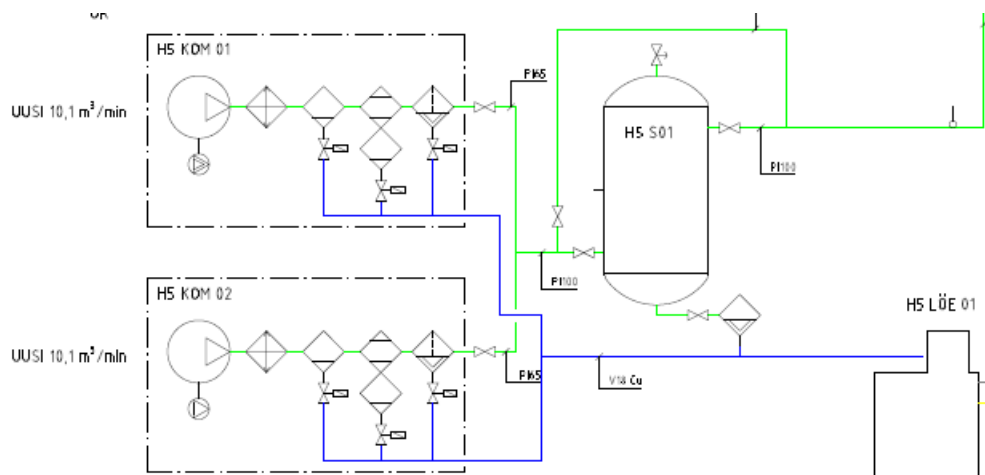 H5 KOM 01
UUSI 10,1 m³/min
PI65
H5 S01
PI100
PI100
H5 KOM 02
UUSI 10,1 m³/min
PI65
V18 Cu
H5 LÖE 01